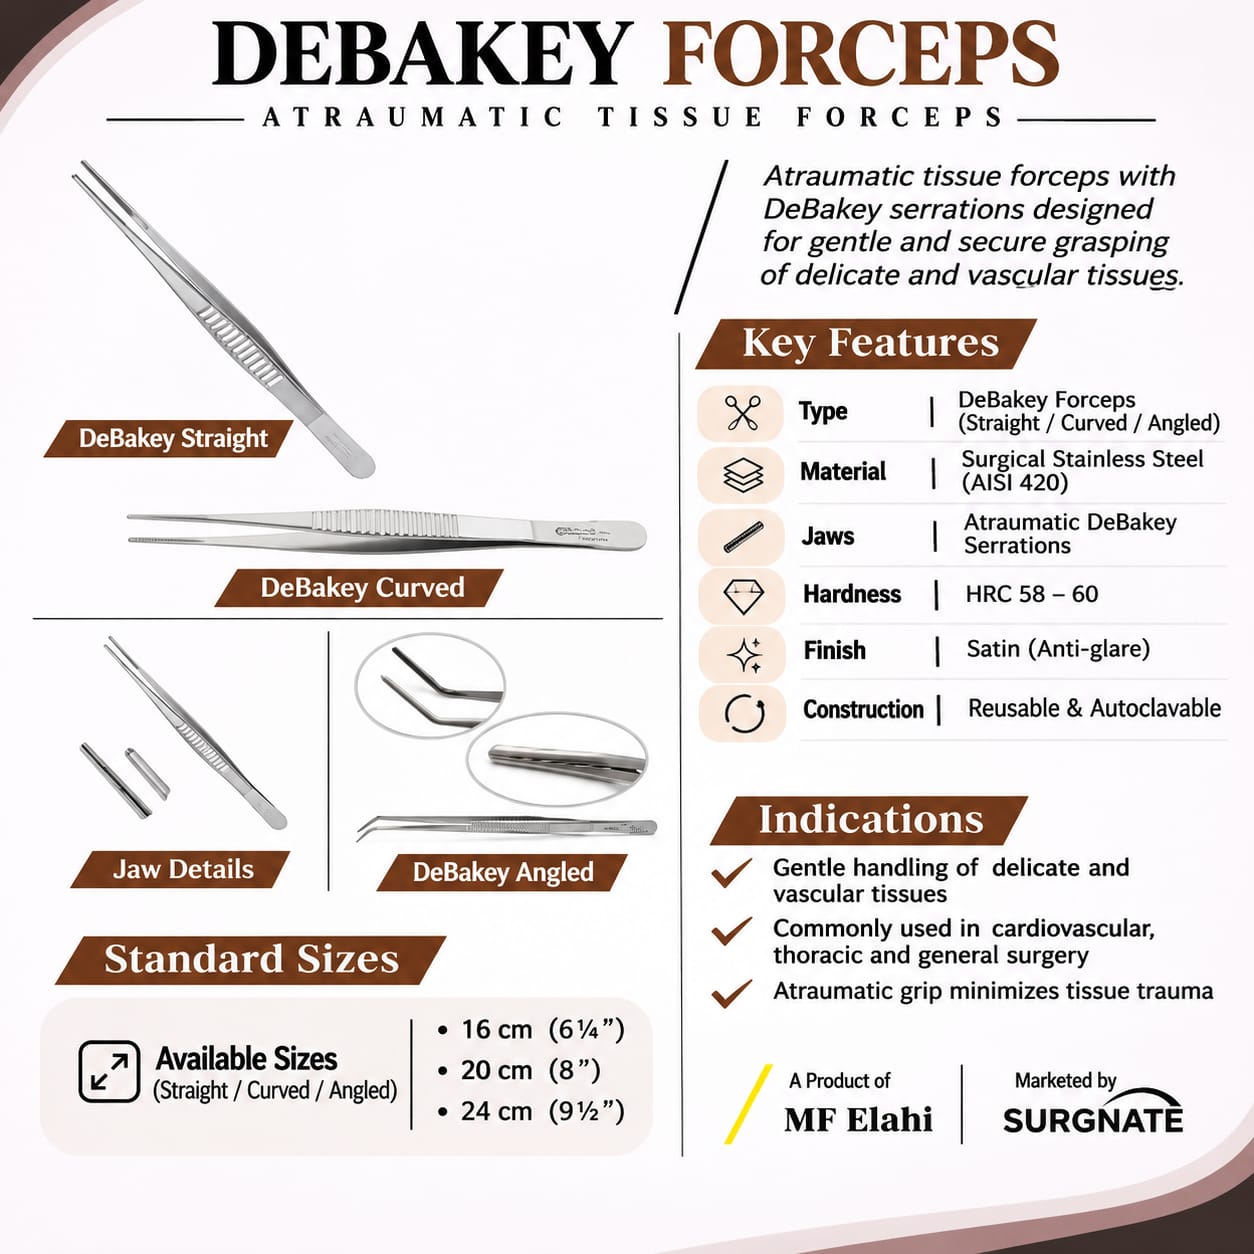 DEBAKEY FORCEPS
ATRAUMATIC TISSUE FORCEPS
Atraumatic tissue forceps with
DeBakey serrations designed
for gentle and secure grasping
of delicate and vascular tissues.
DeBakey Straight
DeBakey Curved
Jaw Details
DeBakey Angled
Key Features
Type | DeBakey Forceps
(Straight / Curved / Angled)
Material | Surgical Stainless Steel
(AISI 420)
Jaws | Atraumatic DeBakey
Serrations
Hardness | HRC 58 – 60
Finish | Satin (Anti-glare)
Construction | Reusable & Autoclavable
Indications
Gentle handling of delicate and
vascular tissues
Commonly used in cardiovascular,
thoracic and general surgery
Atraumatic grip minimizes tissue trauma
Standard Sizes
Available Sizes
(Straight / Curved / Angled)
• 16 cm (6¼”)
• 20 cm (8”)
• 24 cm (9½”)
A Product of
MF Elahi
Marketed by
SURGNATE